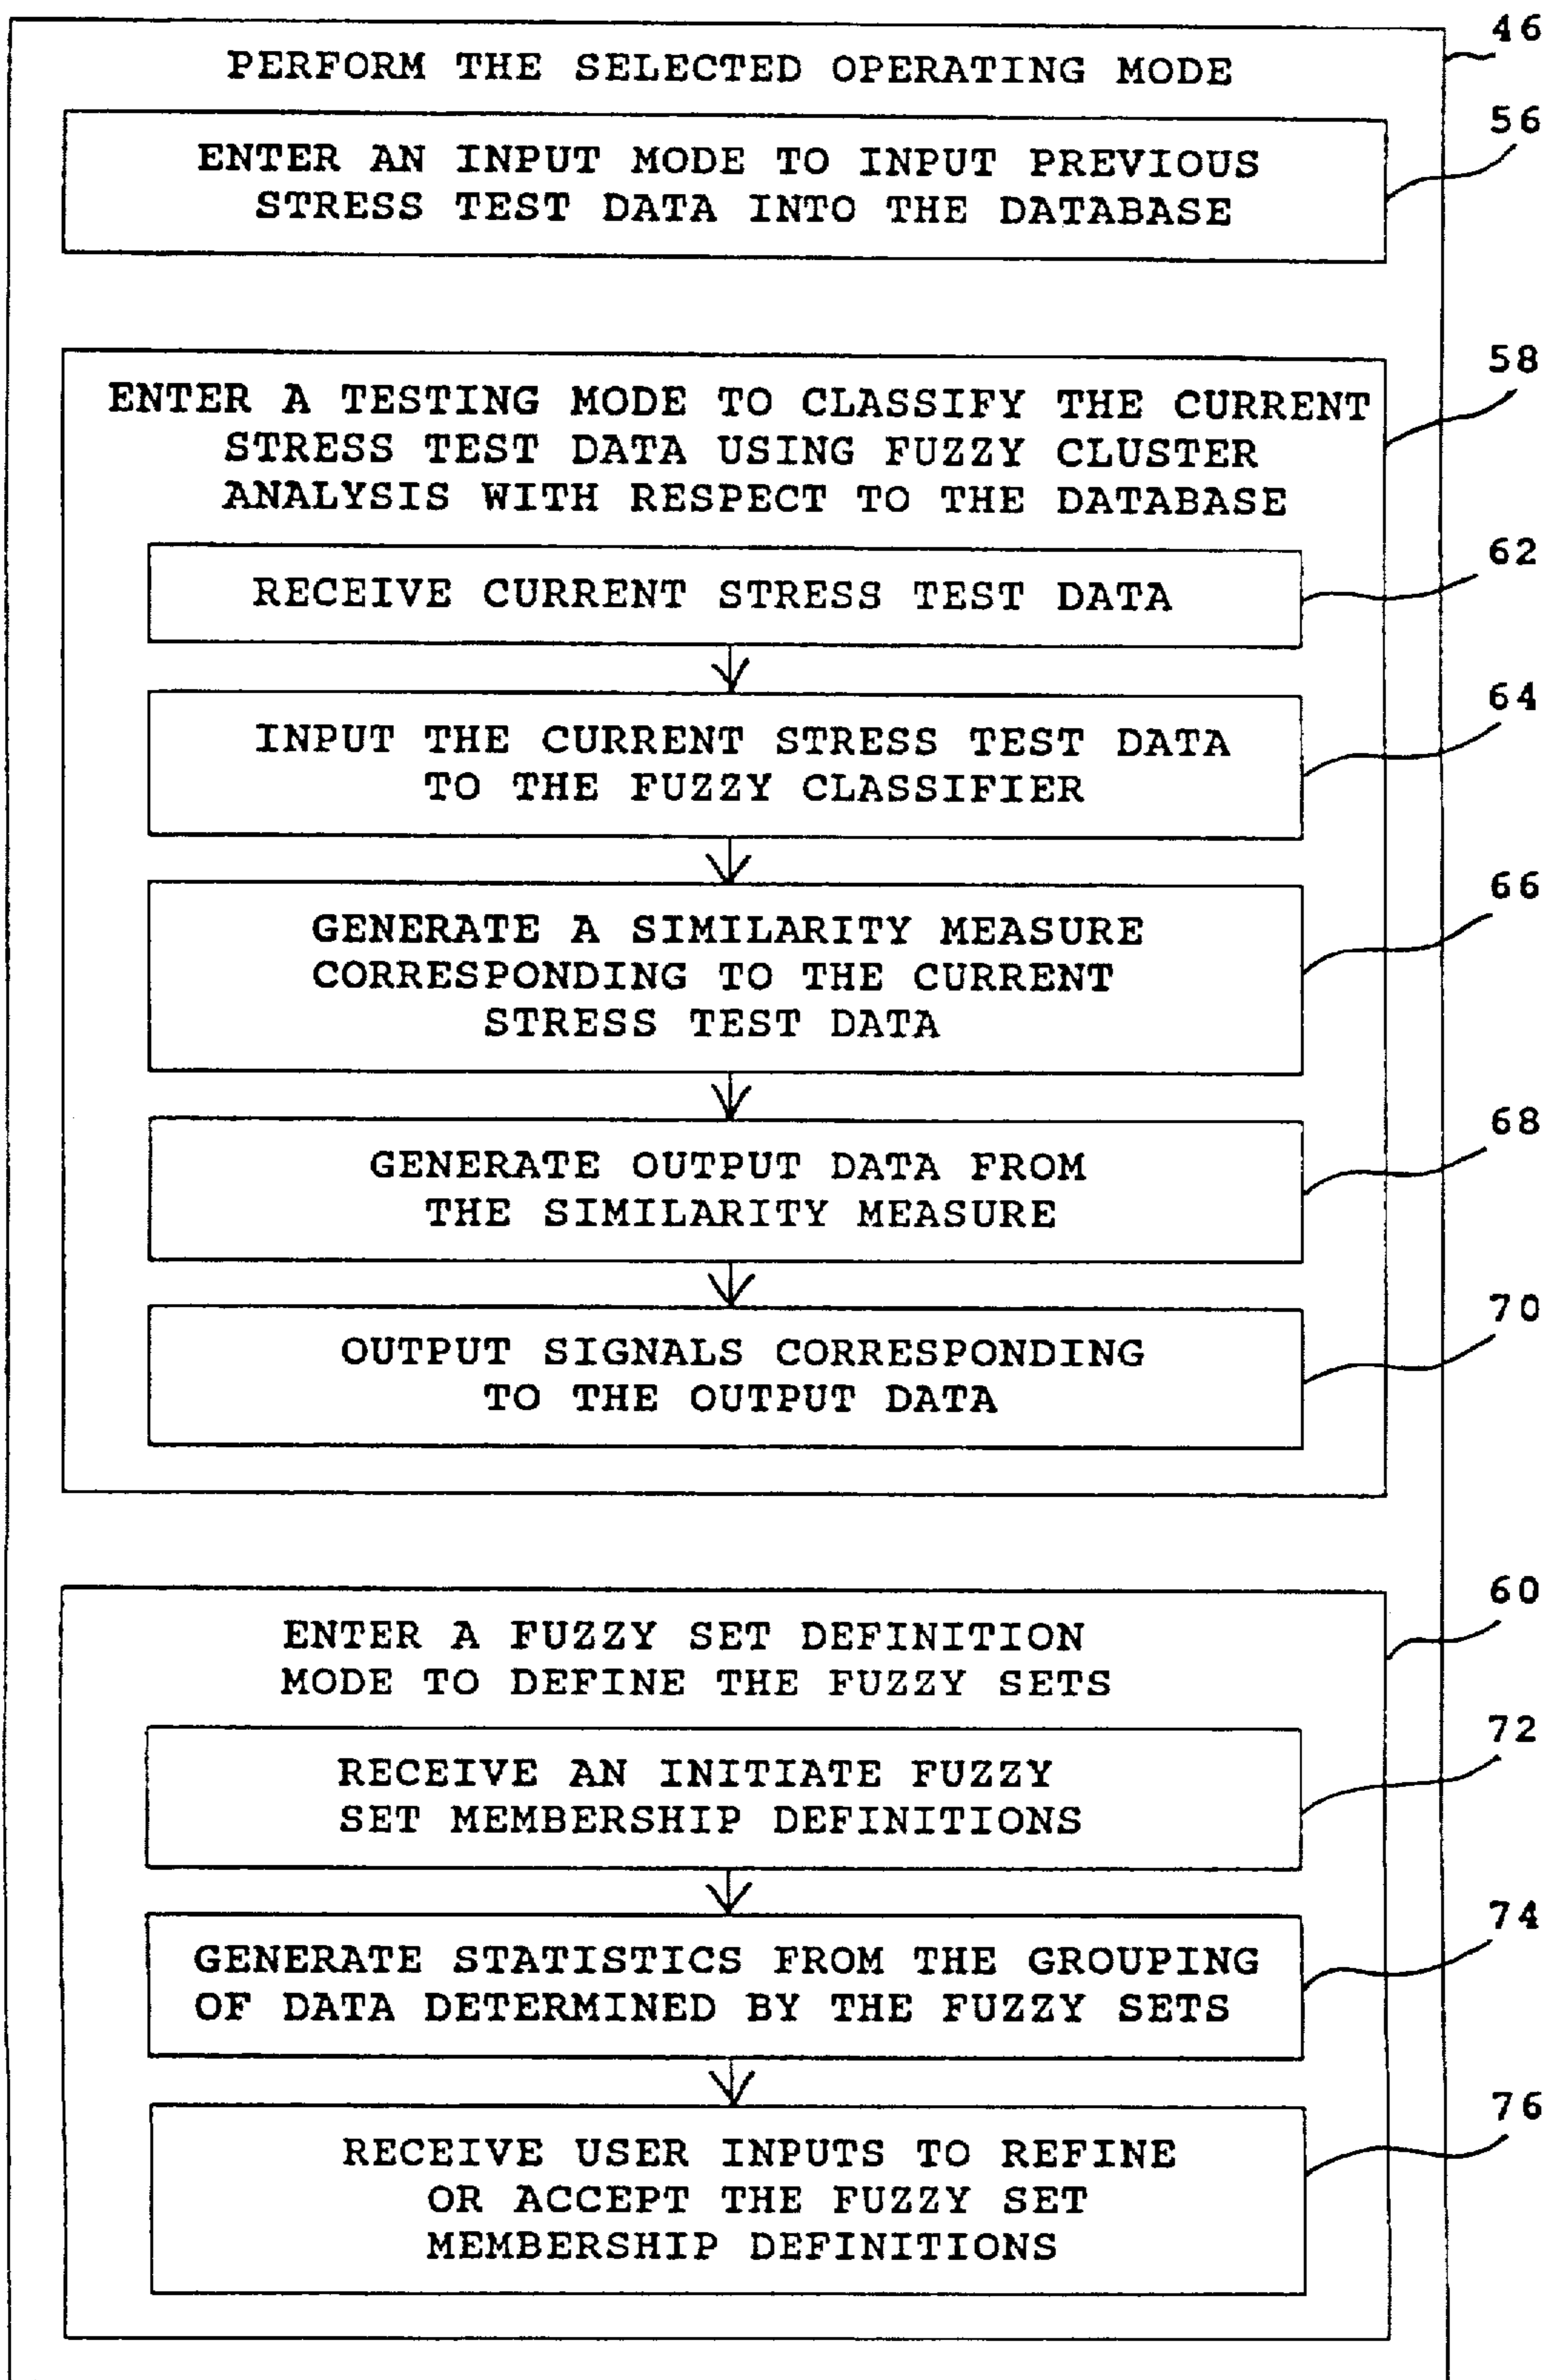 46
PERFORM THE SELECTED OPERATING MODE
56
ENTER AN INPUT MODE TO INPUT PREVIOUS
STRESS TEST DATA INTO THE DATABASE
58
ENTER A TESTING MODE TO CLASSIFY THE CURRENT
STRESS TEST DATA USING FUZZY CLUSTER
ANALYSIS WITH RESPECT TO THE DATABASE
62
RECEIVE CURRENT STRESS TEST DATA
64
INPUT THE CURRENT STRESS TEST DATA
TO THE FUZZY CLASSIFIER
66
GENERATE A SIMILARITY MEASURE
CORRESPONDING TO THE CURRENT
STRESS TEST DATA
68
GENERATE OUTPUT DATA FROM
THE SIMILARITY MEASURE
70
OUTPUT SIGNALS CORRESPONDING
TO THE OUTPUT DATA
60
ENTER A FUZZY SET DEFINITION
MODE TO DEFINE THE FUZZY SETS
72
RECEIVE AN INITIATE FUZZY
SET MEMBERSHIP DEFINITIONS
74
GENERATE STATISTICS FROM THE GROUPING
OF DATA DETERMINED BY THE FUZZY SETS
76
RECEIVE USER INPUTS TO REFINE
OR ACCEPT THE FUZZY SET
MEMBERSHIP DEFINITIONS